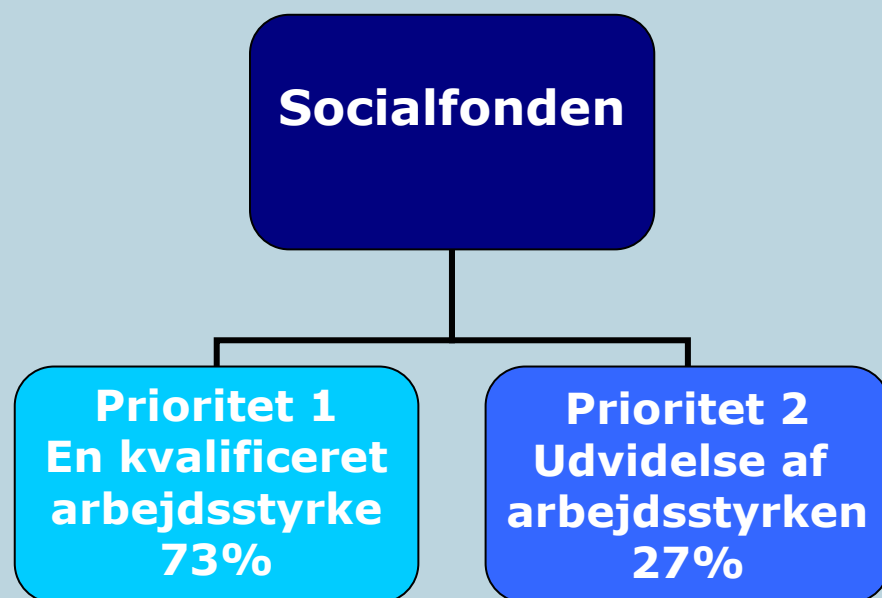 Socialfonden
Prioritet 1
En kvalificeret
arbejdsstyrke
73%
Prioritet 2
Udvidelse af
arbejdsstyrken
27%